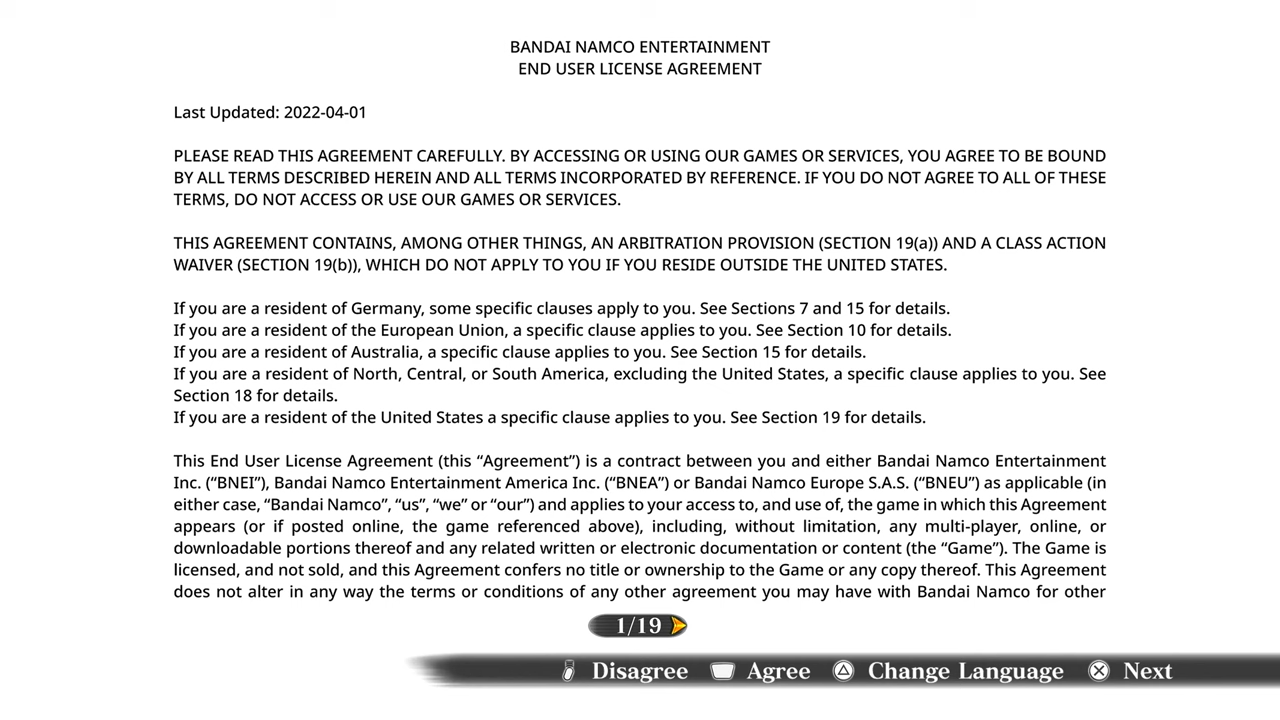 BANDAI NAMCO ENTERTAINMENT
END USER LICENSE AGREEMENT
Last Updated: 2022-04-01
PLEASE READ THIS AGREEMENT CAREFULLY. BY ACCESSING OR USING OUR GAMES OR SERVICES, YOU AGREE TO BE BOUND
BY ALL TERMS DESCRIBED HEREIN AND ALL TERMS INCORPORATED BY REFERENCE. IF YOU DO NOT AGREE TO ALL OF THESE
TERMS, DO NOT ACCESS OR USE OUR GAMES OR SERVICES.
THIS AGREEMENT CONTAINS, AMONG OTHER THINGS, AN ARBITRATION PROVISION (SECTION 19(a)) AND A CLASS ACTION
WAIVER (SECTION 19(b)), WHICH DO NOT APPLY TO YOU IF YOU RESIDE OUTSIDE THE UNITED STATES.
If you are a resident of Germany, some specific clauses apply to you. See Sections 7 and 15 for details.
If you are a resident of the European Union, a specific clause applies to you. See Section 10 for details.
If you are a resident of Australia, a specific clause applies to you. See Section 15 for details.
If you are a resident of North, Central, or South America, excluding the United States, a specific clause applies to you. See
Section 18 for details.
If you are a resident of the United States a specific clause applies to you. See Section 19 for details.
This End User License Agreement (this “Agreement”) is a contract between you and either Bandai Namco Entertainment
Inc. (“BNEI”), Bandai Namco Entertainment America Inc. (“BNEA”) or Bandai Namco Europe S.A.S. (“BNEU”) as applicable (in
either case, “Bandai Namco”, “us”, “we” or “our”) and applies to your access to, and use of, the game in which this Agreement
appears (or if posted online, the game referenced above), including, without limitation, any multi-player, online, or
downloadable portions thereof and any related written or electronic documentation or content (the “Game”). The Game is
licensed, and not sold, and this Agreement confers no title or ownership to the Game or any copy thereof. This Agreement
does not alter in any way the terms or conditions of any other agreement you may have with Bandai Namco for other
1/19
Disagree Agree Change Language Next